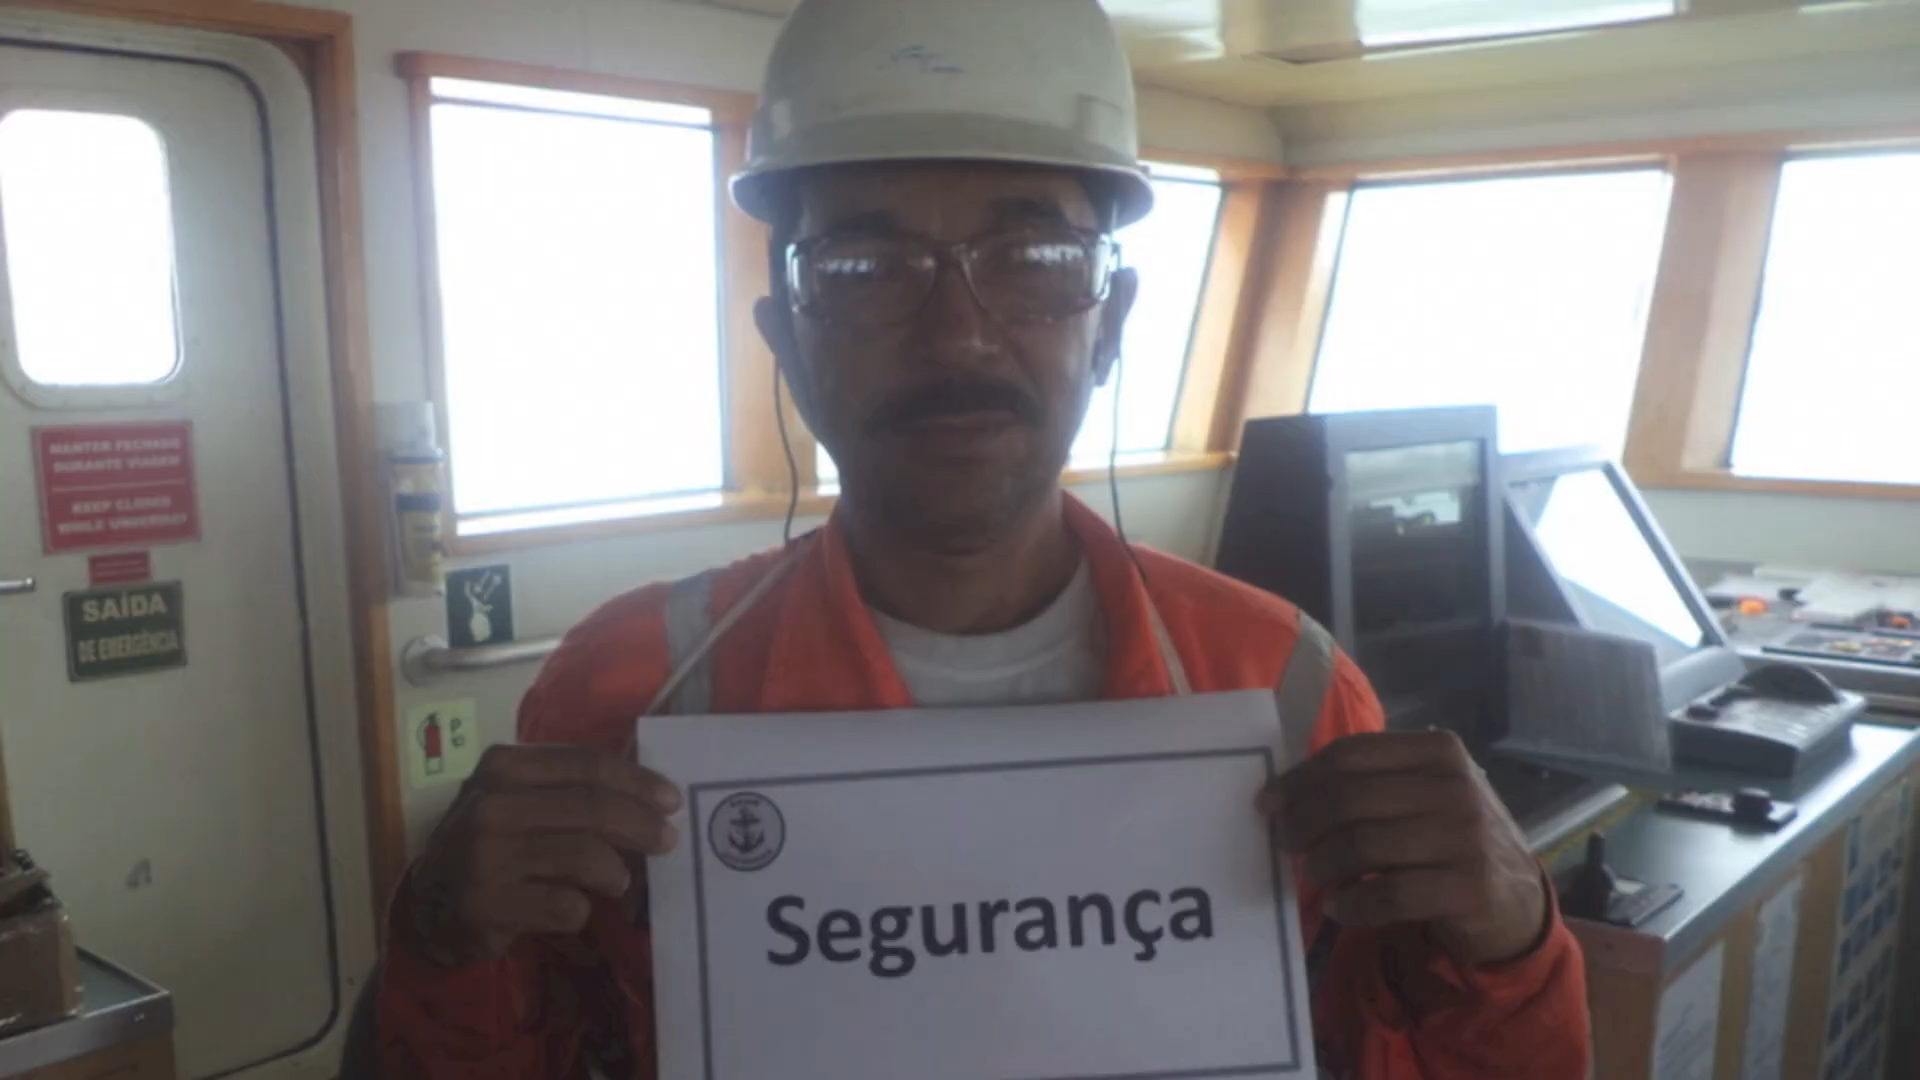 MANTER FECHADO
DURANTE VIAGEM
KEEP CLOSED
WHILE UNDERWAY
SAÍDA
DE EMERGÊNCIA
P
Segurança